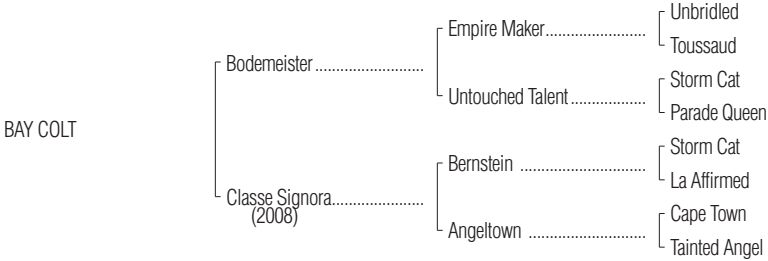 Unbridled
Empire Maker..........................
Toussaud
Bodemeister ............................
Storm Cat
Untouched Talent....................
Parade Queen
BAY COLT
Storm Cat
Bernstein ................................
La Affirmed
Classe Signora........................
(2008)
Cape Town
Angeltown ..............................
Tainted Angel